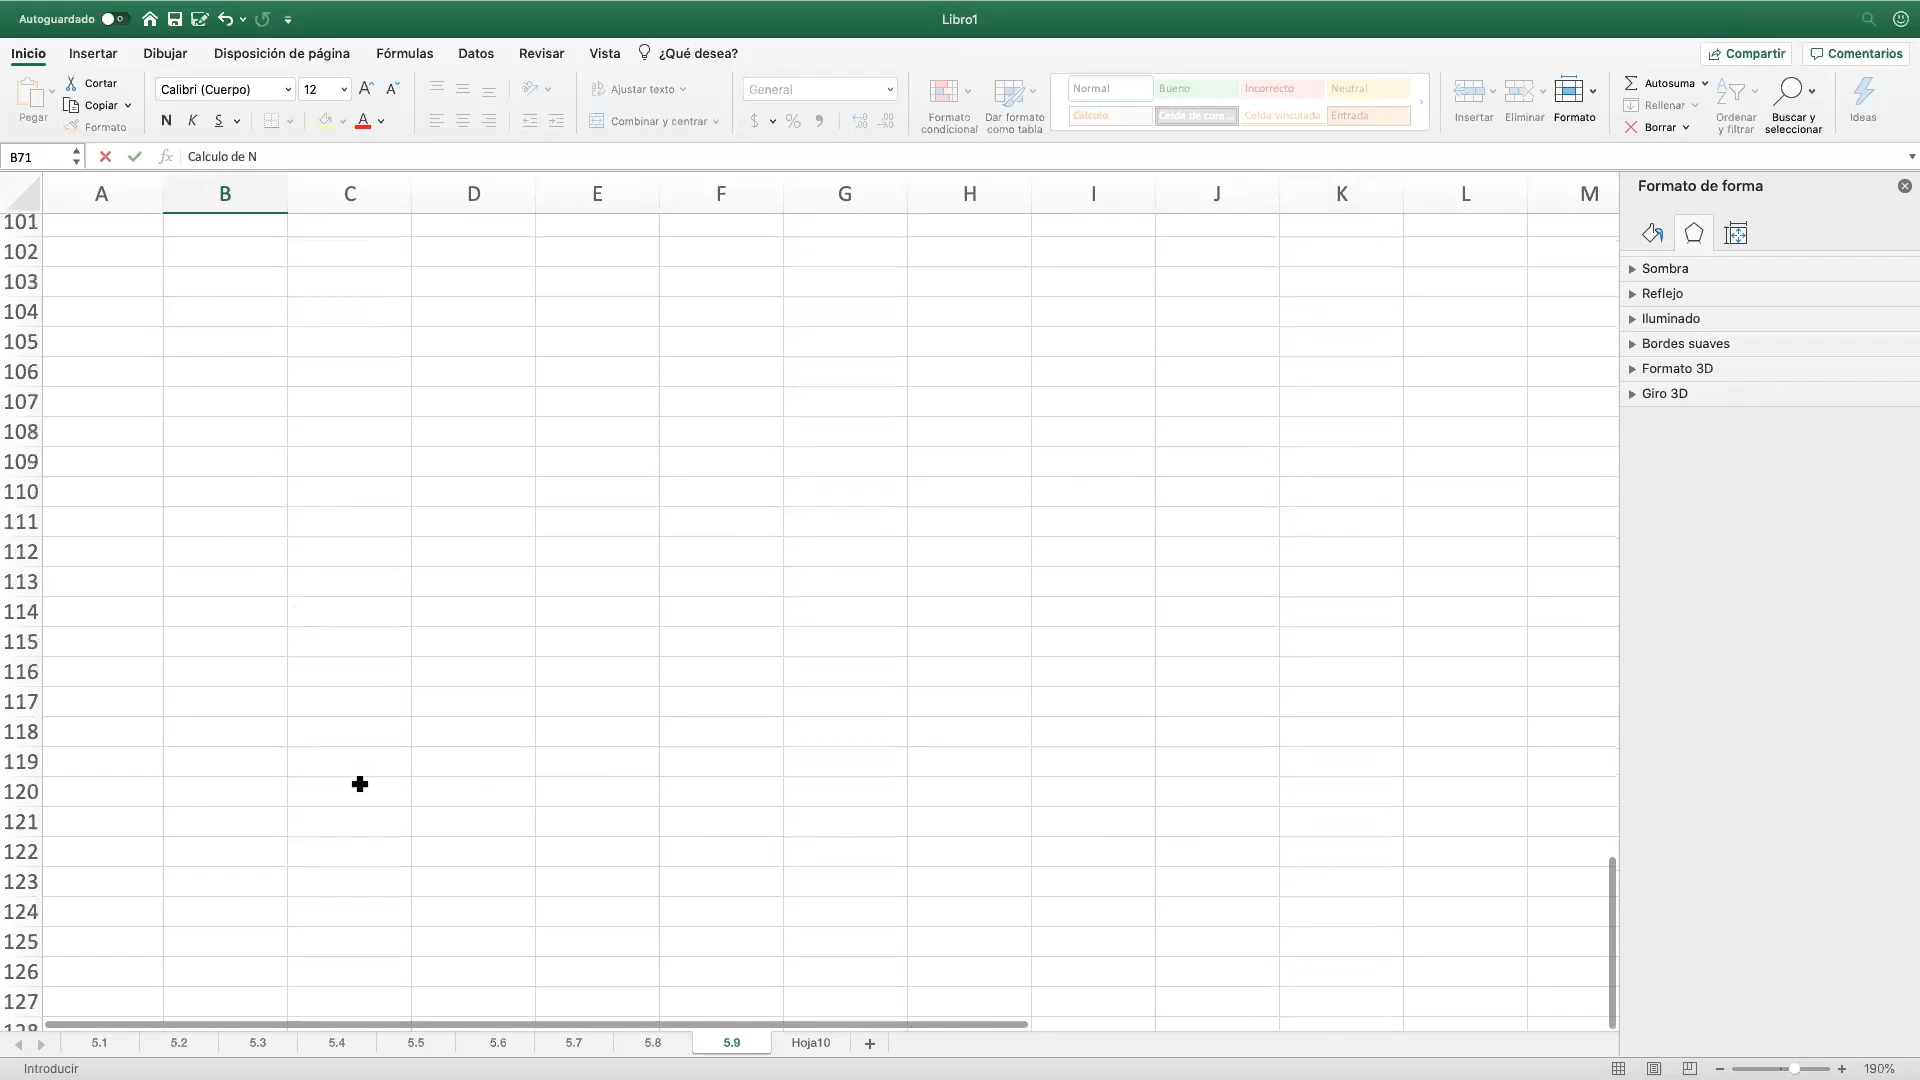 Autoguardado
Libro1
Inicio Insertar Dibujar Disposición de página Fórmulas Datos Revisar Vista ¿Qué desea? Compartir Comentarios
Pegar
Cortar
Copiar
Formato
Calibri (Cuerpo) 12
N K S
Ajustar texto
Combinar y centrar
General
$ %
Formato condicional
Dar formato como tabla
Normal Bueno Incorrecto Neutral
Cálculo Celda de com... Celda vinculada Entrada
Insertar Eliminar Formato
Autosuma
Rellenar
Borrar
Ordenar y filtrar
Buscar y seleccionar
Ideas
B71 fx Calculo de N
A B C D E F G H I J K L M
101
102
103
104
105
106
107
108
109
110
111
112
113
114
115
116
117
118
119
120
121
122
123
124
125
126
127
128
Formato de forma
Sombra
Reflejo
Iluminado
Bordes suaves
Formato 3D
Giro 3D
5.1 5.2 5.3 5.4 5.5 5.6 5.7 5.8 5.9 Hoja10
Introducir
190%